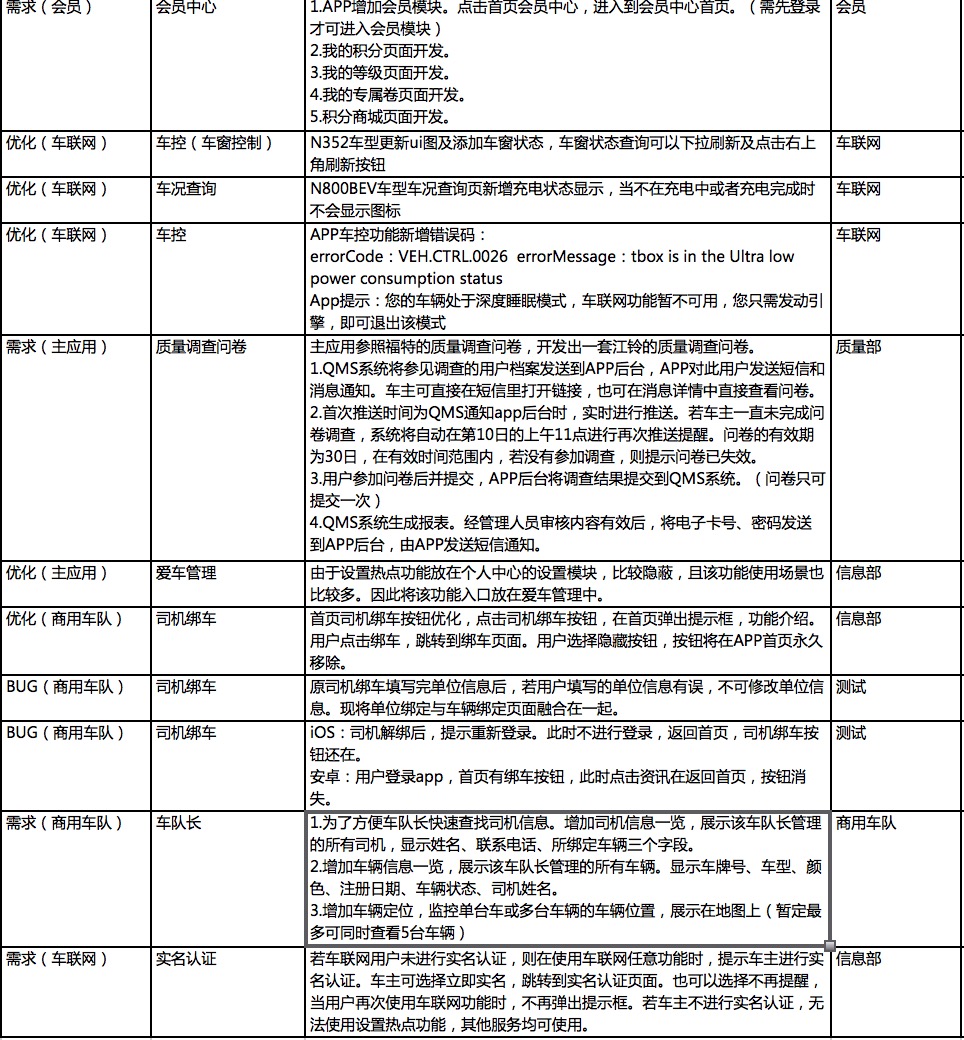 需求（会员）
会员中心
1.APP增加会员模块。点击首页会员中心，进入到会员中心首页。（需先登录
才可进入会员模块）
2.我的积分页面开发。
3.我的等级页面开发。
4.我的专属卷页面开发。
5.积分商城页面开发。
会员
优化（车联网）
车控（车窗控制）
N352车型更新ui图及添加车窗状态，车窗状态查询可以下拉刷新及点击右上
角刷新按钮
车联网
优化（车联网）
车况查询
N800BEV车型车况查询页新增充电状态显示，当不在充电中或者充电完成时
不会显示图标
车联网
优化（车联网）
车控
APP车控功能新增错误码：
errorCode：VEH.CTRL.0026 errorMessage：tbox is in the Ultra low
power consumption status
App提示：您的车辆处于深度睡眠模式，车联网功能暂不可用，您只需发动引
擎，即可退出该模式
车联网
需求（主应用）
质量调查问卷
主应用参照福特的质量调查问卷，开发出一套江铃的质量调查问卷。
1.QMS系统将参见调查的用户档案发送到APP后台，APP对此用户发送短信和
消息通知。车主可直接在短信里打开链接，也可在消息详情中直接查看问卷。
2.首次推送时间为QMS通知app后台时，实时进行推送。若车主一直未完成问
卷调查，系统将自动在第10日的上午11点进行再次推送提醒。问卷的有效期
为30日，在有效时间范围内，若没有参加调查，则提示问卷已失效。
3.用户参加问卷后并提交，APP后台将调查结果提交到QMS系统。（问卷只可
提交一次）
4.QMS系统生成报表。经管理人员审核内容有效后，将电子卡号、密码发送
到APP后台，由APP发送短信通知。
质量部
优化（主应用）
爱车管理
由于设置热点功能放在个人中心的设置模块，比较隐蔽，且该功能使用场景也
比较多。因此将该功能入口放在爱车管理中。
信息部
优化（商用车队）
司机绑车
首页司机绑车按钮优化，点击司机绑车按钮，在首页弹出提示框，功能介绍。
用户点击绑车，跳转到绑车页面。用户选择隐藏按钮，按钮将在APP首页永久
移除。
信息部
BUG（商用车队）
司机绑车
原司机绑车填写完单位信息后，若用户填写的单位信息有误，不可修改单位信
息。现将单位绑定与车辆绑定页面融合在一起。
测试
BUG（商用车队）
司机绑车
iOS：司机解绑后，提示重新登录。此时不进行登录，返回首页，司机绑车按
钮还在。
安卓：用户登录app，首页有绑车按钮，此时点击资讯在返回首页，按钮消
失。
测试
需求（商用车队）
车队长
1.为了方便车队长快速查找司机信息。增加司机信息一览，展示该车队长管理
的所有司机，显示姓名、联系电话、所绑定车辆三个字段。
2.增加车辆信息一览，展示该车队长管理的所有车辆。显示车牌号、车型、颜
色、注册日期、车辆状态、司机姓名。
3.增加车辆定位，监控单台车或多台车辆的车辆位置，展示在地图上（暂定最
多可同时查看5台车辆）
商用车队
需求（车联网）
实名认证
若车联网用户未进行实名认证，则在使用车联网任意功能时，提示车主进行实
名认证。车主可选择立即实名，跳转到实名认证页面。也可以选择不再提醒，
当用户再次使用车联网功能时，不再弹出提示框。若车主不进行实名认证，无
法使用设置热点功能，其他服务均可使用。
信息部